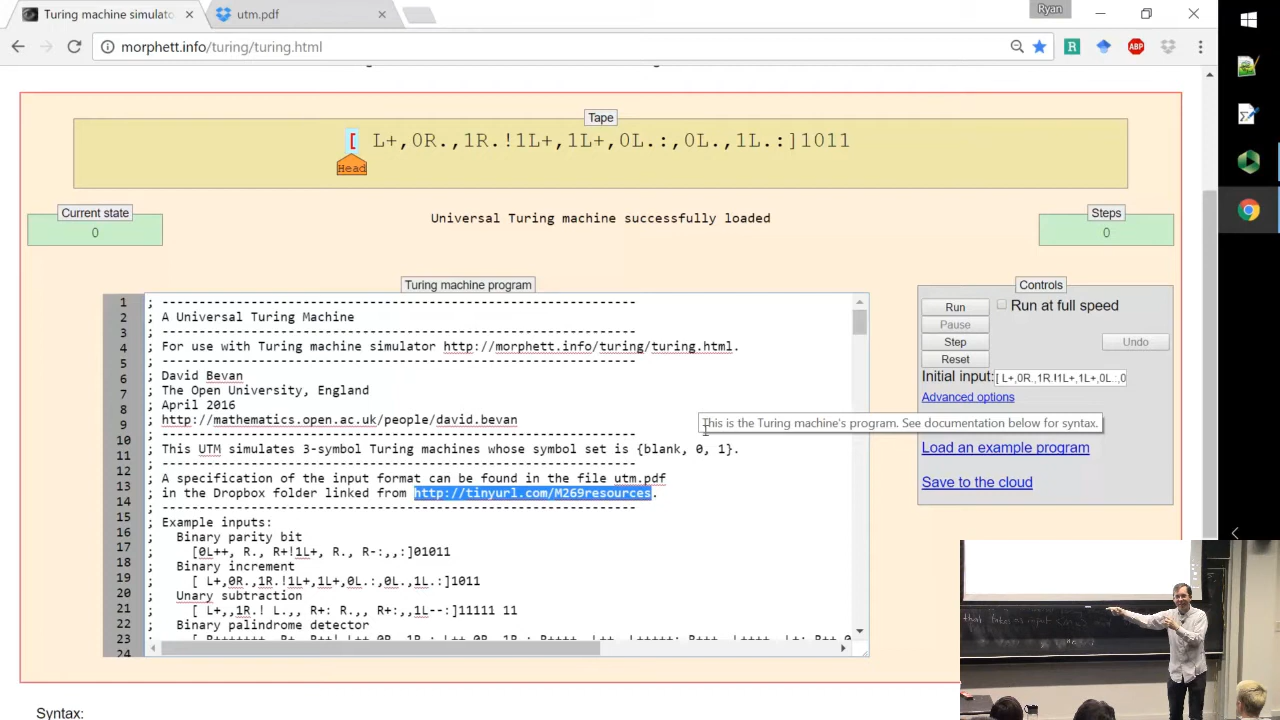 Turing machine simulato
utm.pdf
Ryan
morphett.info/turing/turing.html
R
ABP
Tape
[ L+,0R.,1R.!1L+,1L+,0L.:,0L.,1L.:]1011
Head
Current state
0
Universal Turing machine successfully loaded
Steps
0
Turing machine program
1 ; -----------------------------------------------------------------
2 ; A Universal Turing Machine
3 ; -----------------------------------------------------------------
4 ; For use with Turing machine simulator http://morphett.info/turing/turing.html.
5 ; -----------------------------------------------------------------
6 ; David Bevan
7 ; The Open University, England
8 ; April 2016
9 ; http://mathematics.open.ac.uk/people/david.bevan
10 ; -----------------------------------------------------------------
11 ; This UTM simulates 3-symbol Turing machines whose symbol set is {blank, 0, 1}.
12 ; -----------------------------------------------------------------
13 ; A specification of the input format can be found in the file utm.pdf
14 ; in the Dropbox folder linked from http://tinyurl.com/M269resources.
15 ; -----------------------------------------------------------------
16 ; Example inputs:
17 ; Binary parity bit
18 ; [0L++, R., R+!1L+, R., R-:,,:]01011
19 ; Binary increment
20 ; [ L+,0R.,1R.!1L+,1L+,0L.:,0L.,1L.:]1011
21 ; Unary subtraction
22 ; [ L+,,1R.! L.,, R+: R.,, R+:,,1L--:]11111 11
23 ; Binary palindrome detector
24
This is the Turing machine's program. See documentation below for syntax.
Controls
Run
Run at full speed
Pause
Step
Undo
Reset
Initial input: [ L+,0R.,1R.!1L+,1L+,0L.:,0
Advanced options
Load an example program
Save to the cloud
Syntax:
that takes as input